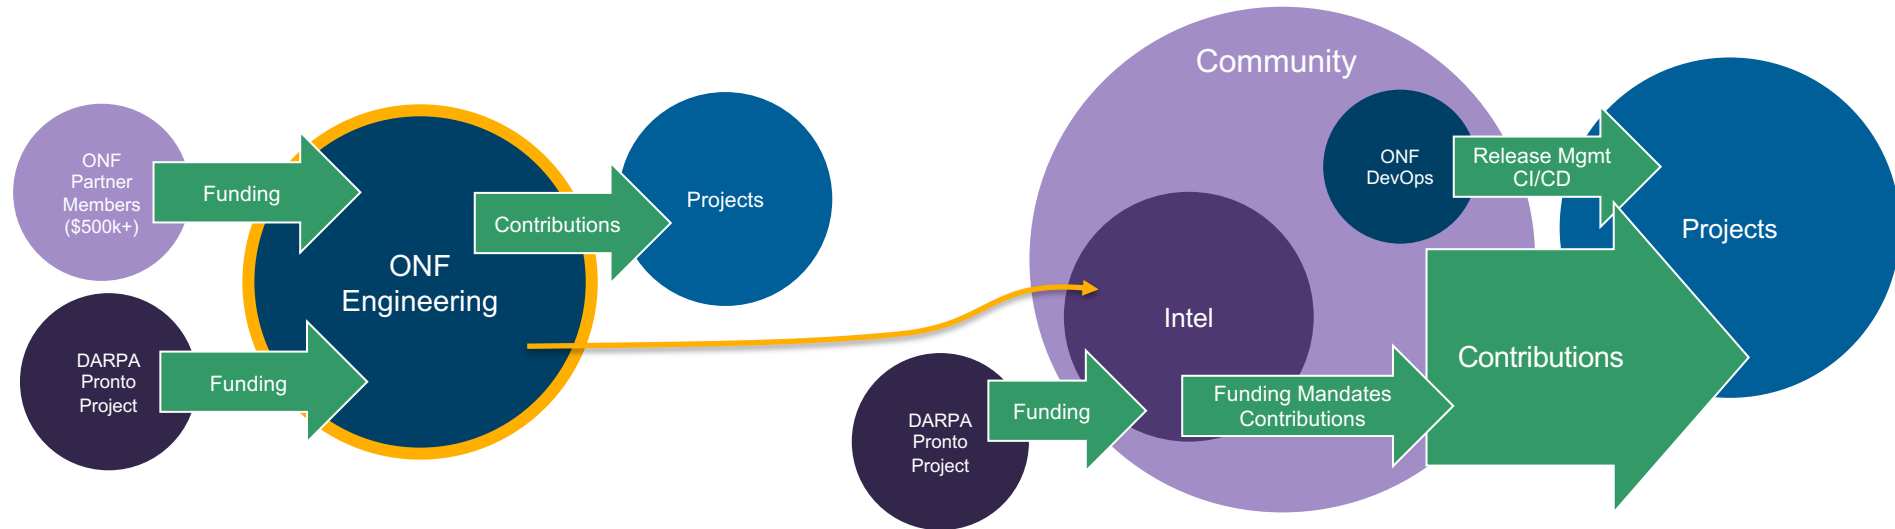 ONF
Partner
Members
($500k+)
Funding
DARPA
Pronto
Project
Funding
ONF
Engineering
Contributions
Projects
Community
ONF
DevOps
Release Mgmt
CI/CD
Projects
Intel
DARPA
Pronto
Project
Funding
Funding Mandates
Contributions
Contributions